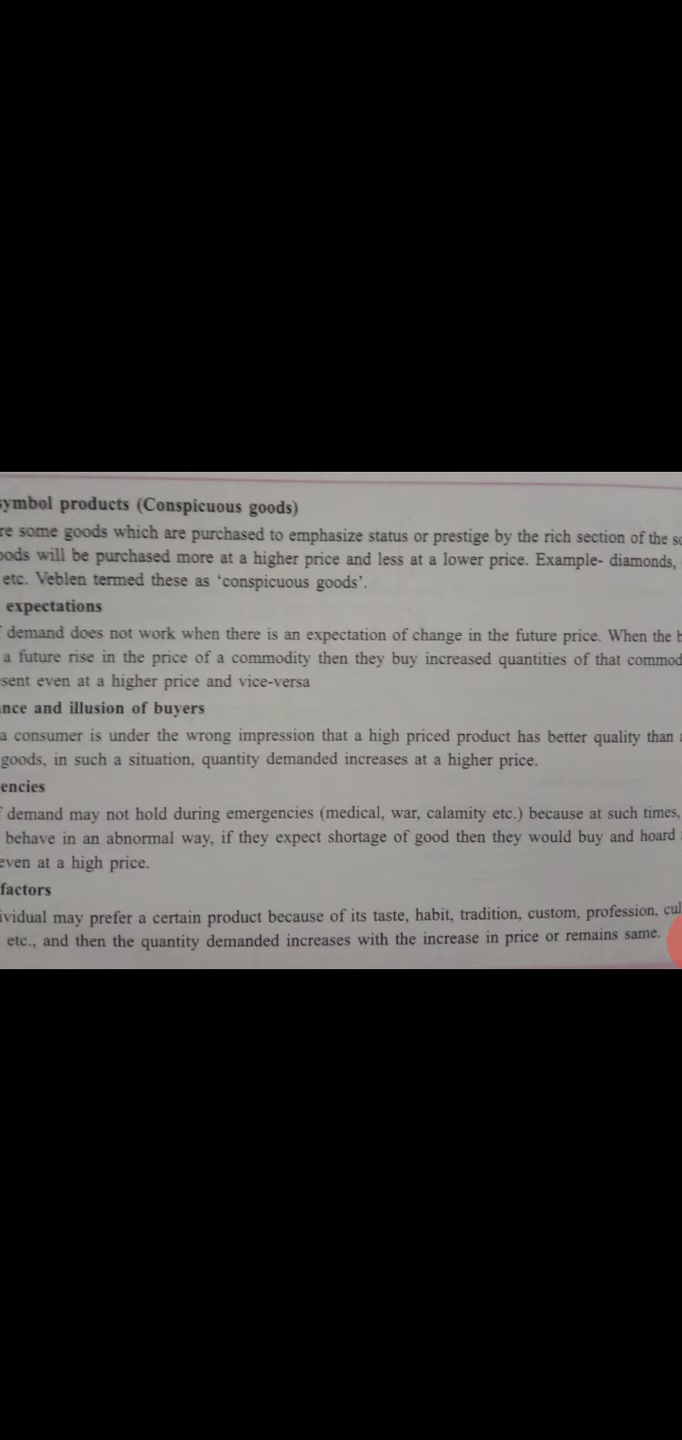 symbol products (Conspicuous goods)
re some goods which are purchased to emphasize status or prestige by the rich section of the
oods will be purchased more at a higher price and less at a lower price. Example- diamonds,
etc. Veblen termed these as ‘conspicuous goods’.
expectations
demand does not work when there is an expectation of change in the future price. When the
a future rise in the price of a commodity then they buy increased quantities of that commod
sent even at a higher price and vice-versa
nce and illusion of buyers
a consumer is under the wrong impression that a high priced product has better quality than
goods, in such a situation, quantity demanded increases at a higher price.
encies
demand may not hold during emergencies (medical, war, calamity etc.) because at such times,
behave in an abnormal way, if they expect shortage of good then they would buy and hoard
even at a high price.
factors
ividual may prefer a certain product because of its taste, habit, tradition, custom, profession, cul
etc., and then the quantity demanded increases with the increase in price or remains same.